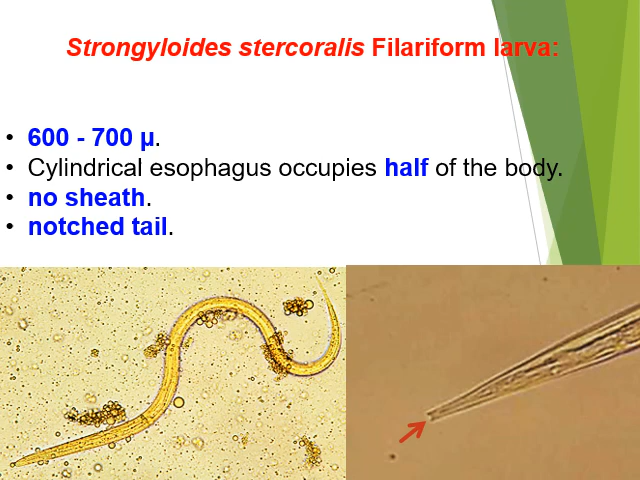 Strongyloides stercoralis Filariform larva:
• 600 - 700 µ.
• Cylindrical esophagus occupies half of the body.
• no sheath.
• notched tail.